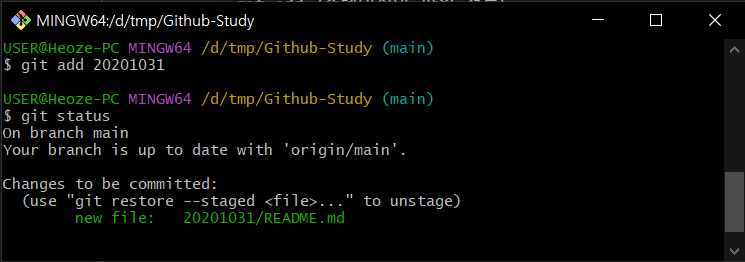 MINGW64:/d/tmp/Github-Study
USER@Heoze-PC MINGW64 /d/tmp/Github-Study (main)
$ git add 20201031
USER@Heoze-PC MINGW64 /d/tmp/Github-Study (main)
$ git status
On branch main
Your branch is up to date with 'origin/main'.
Changes to be committed:
  (use "git restore --staged <file>..." to unstage)
        new file:   20201031/README.md